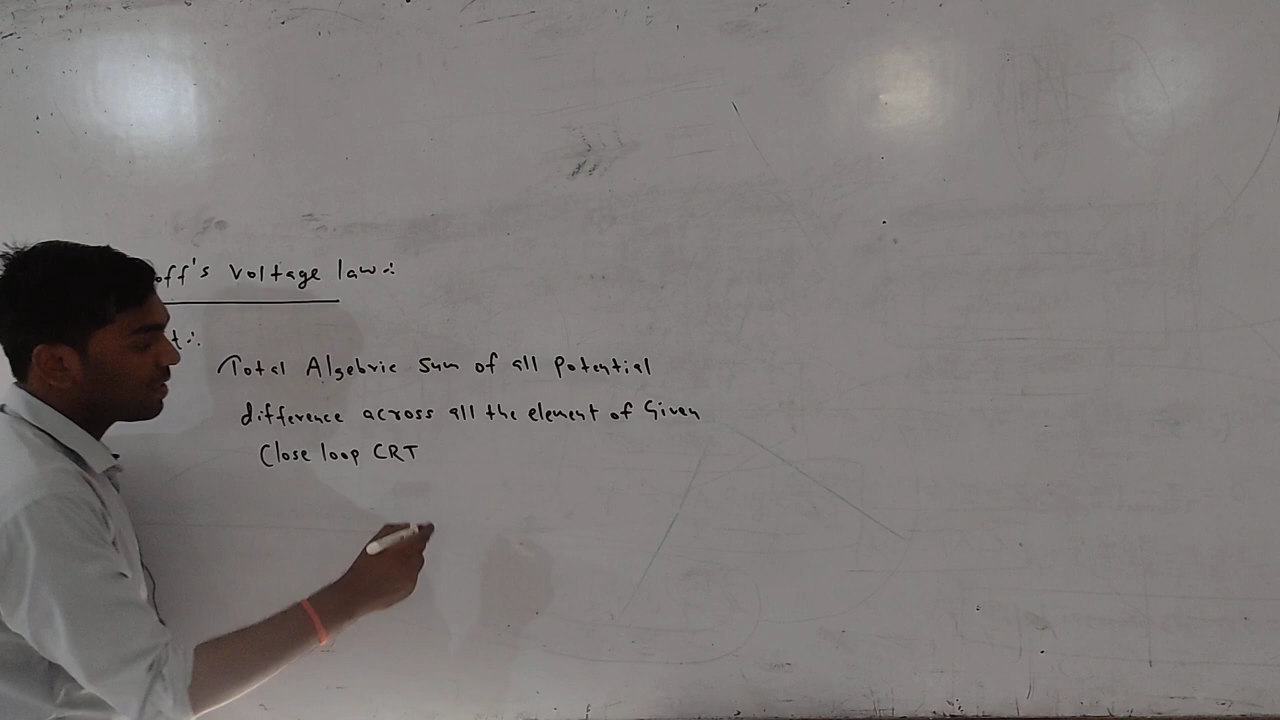 off's Voltage law:
t:
Total Algebric Sum of all Potential
difference across all the element of Given
Close loop CRT